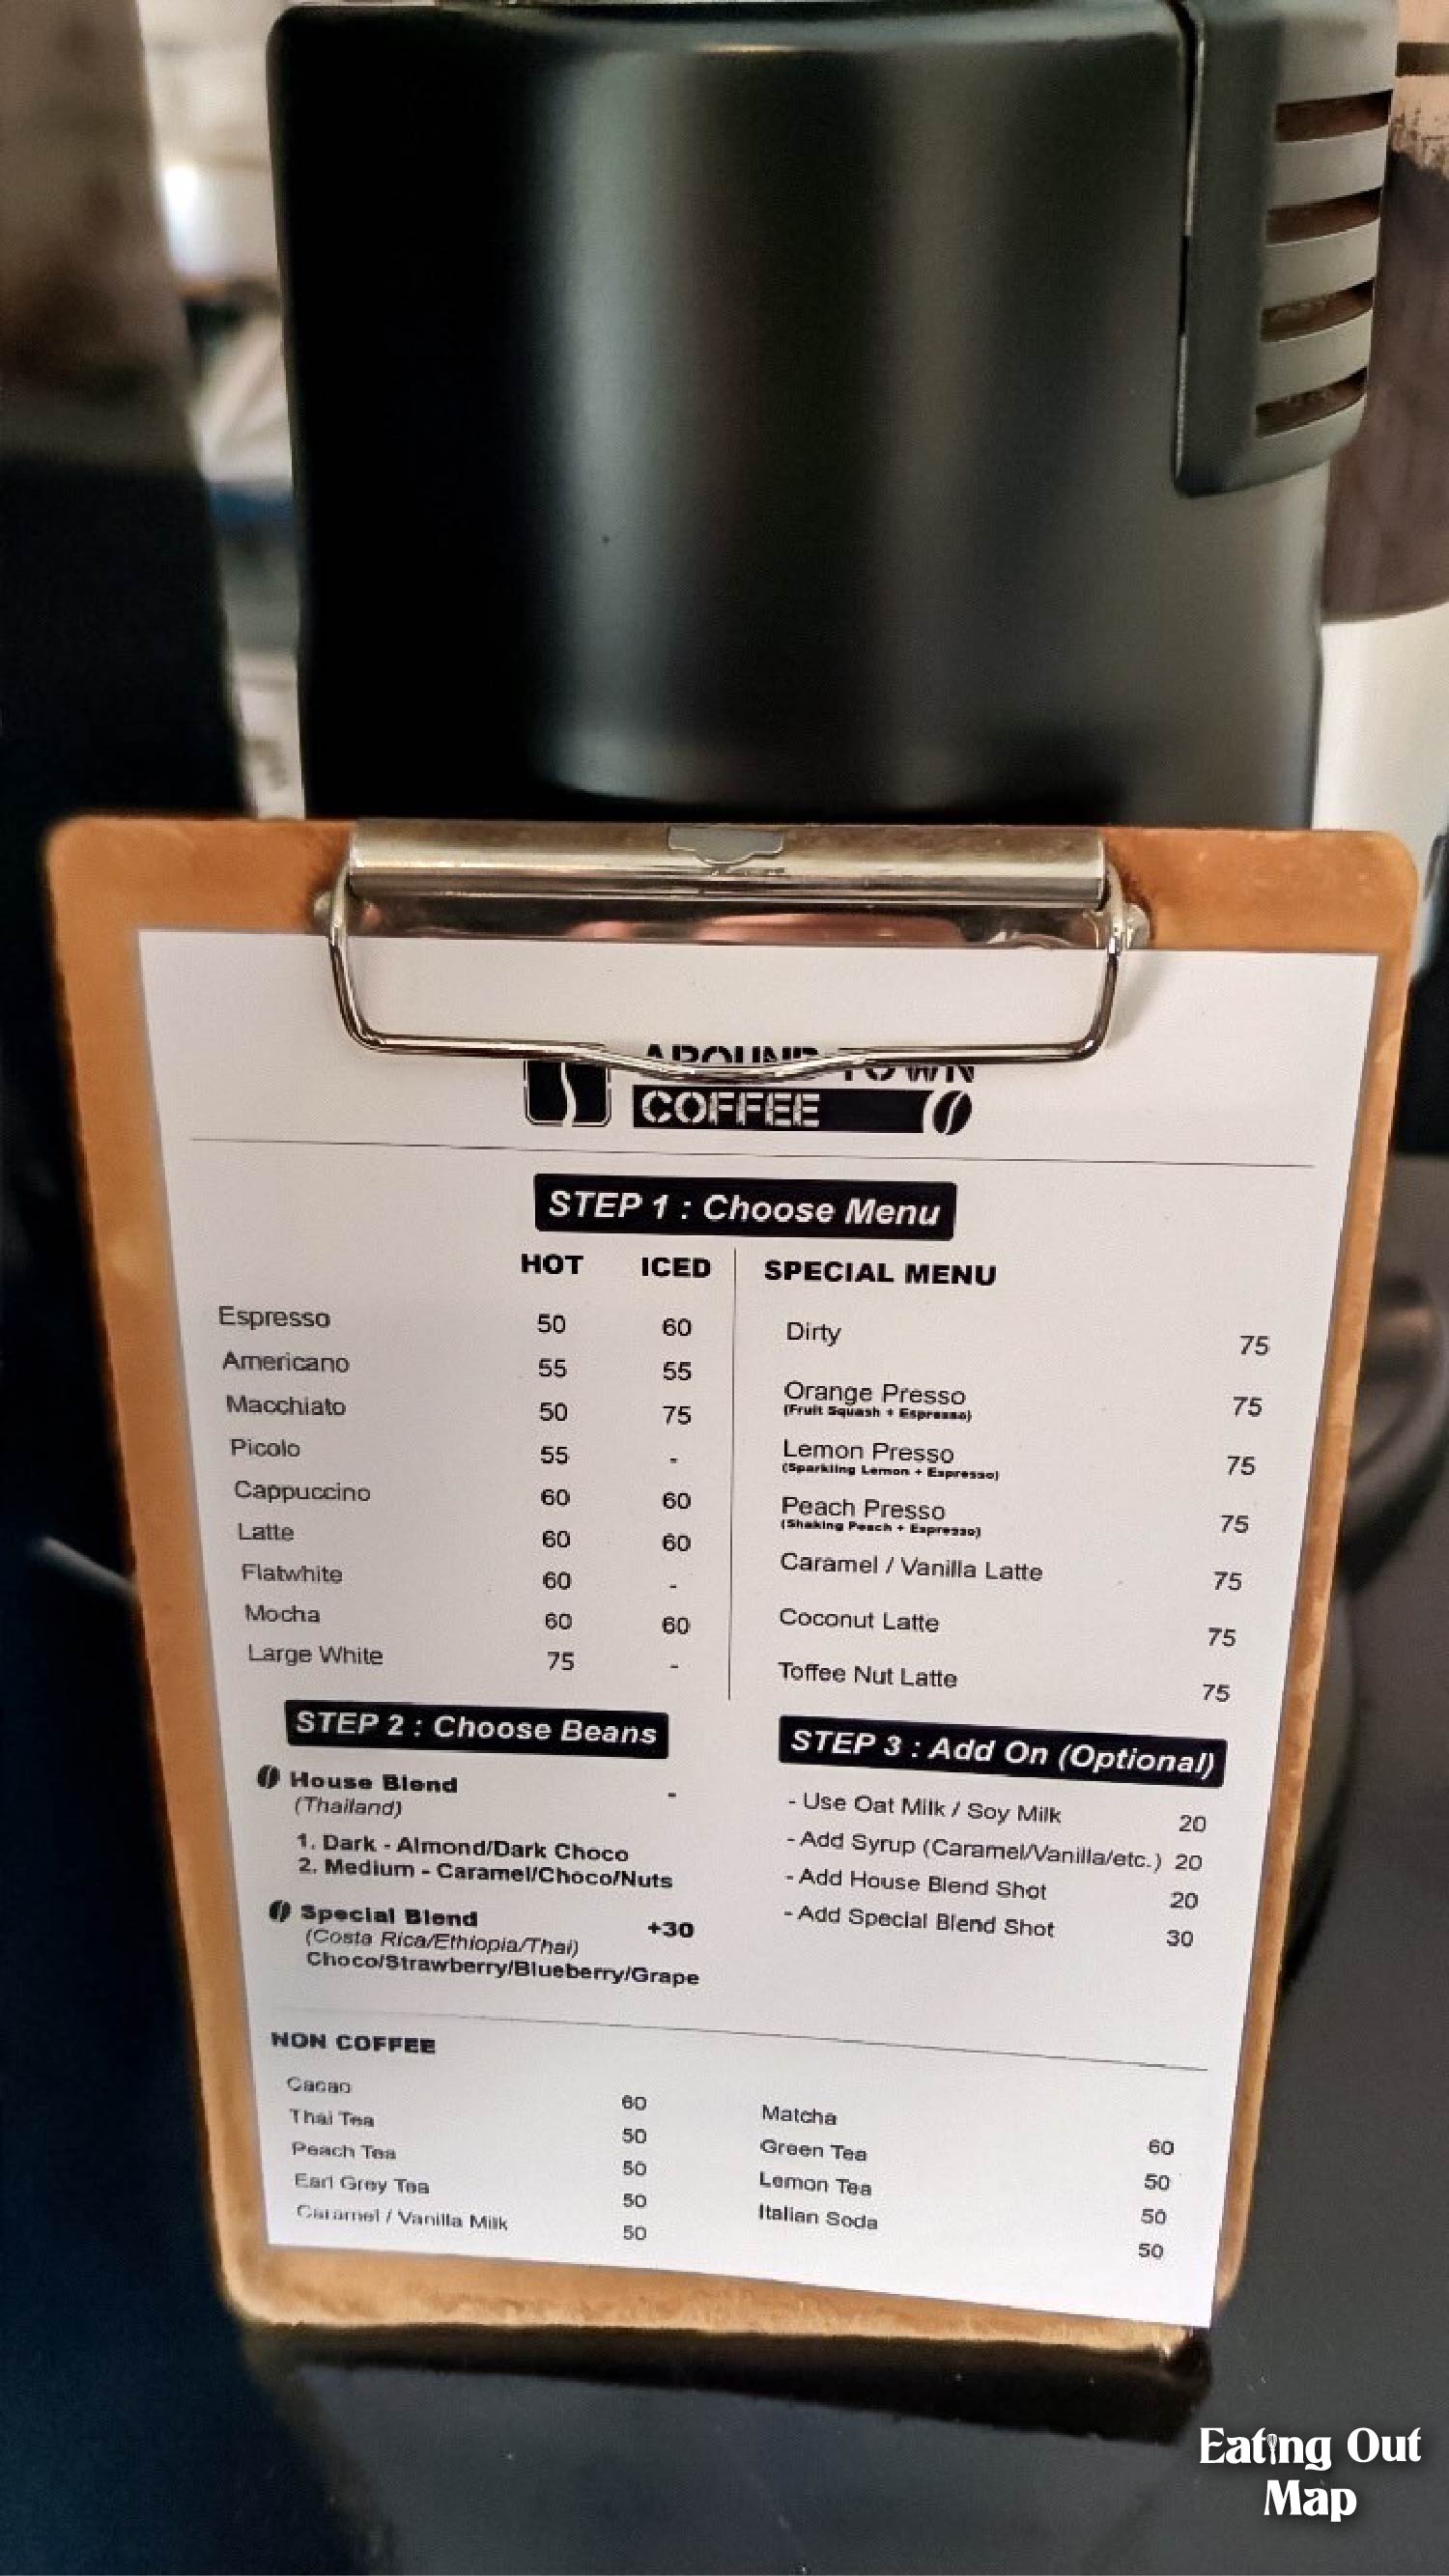 AROUND TOWN
COFFEE
STEP 1 : Choose Menu
HOT ICED
Espresso 50 60
Americano 55 55
Macchiato 50 75
Picolo 55 -
Cappuccino 60 60
Latte 60 60
Flatwhite 60 -
Mocha 60 60
Large White 75 -
SPECIAL MENU
Dirty 75
Orange Presso 75
(Fruit Squash + Espresso)
Lemon Presso 75
(Sparkling Lemon + Espresso)
Peach Presso 75
(Shaking Peach + Espresso)
Caramel / Vanilla Latte 75
Coconut Latte 75
Toffee Nut Latte 75
STEP 2 : Choose Beans
House Blend -
(Thailand)
1. Dark - Almond/Dark Choco
2. Medium - Caramel/Choco/Nuts
Special Blend +30
(Costa Rica/Ethiopia/Thai)
Choco/Strawberry/Blueberry/Grape
STEP 3 : Add On (Optional)
- Use Oat Milk / Soy Milk 20
- Add Syrup (Caramel/Vanilla/etc.) 20
- Add House Blend Shot 20
- Add Special Blend Shot 30
NON COFFEE
Cacao 60
Thai Tea 50
Peach Tea 50
Earl Grey Tea 50
Caramel / Vanilla Milk 50
Matcha 60
Green Tea 50
Lemon Tea 50
Italian Soda 50
Eating Out
Map